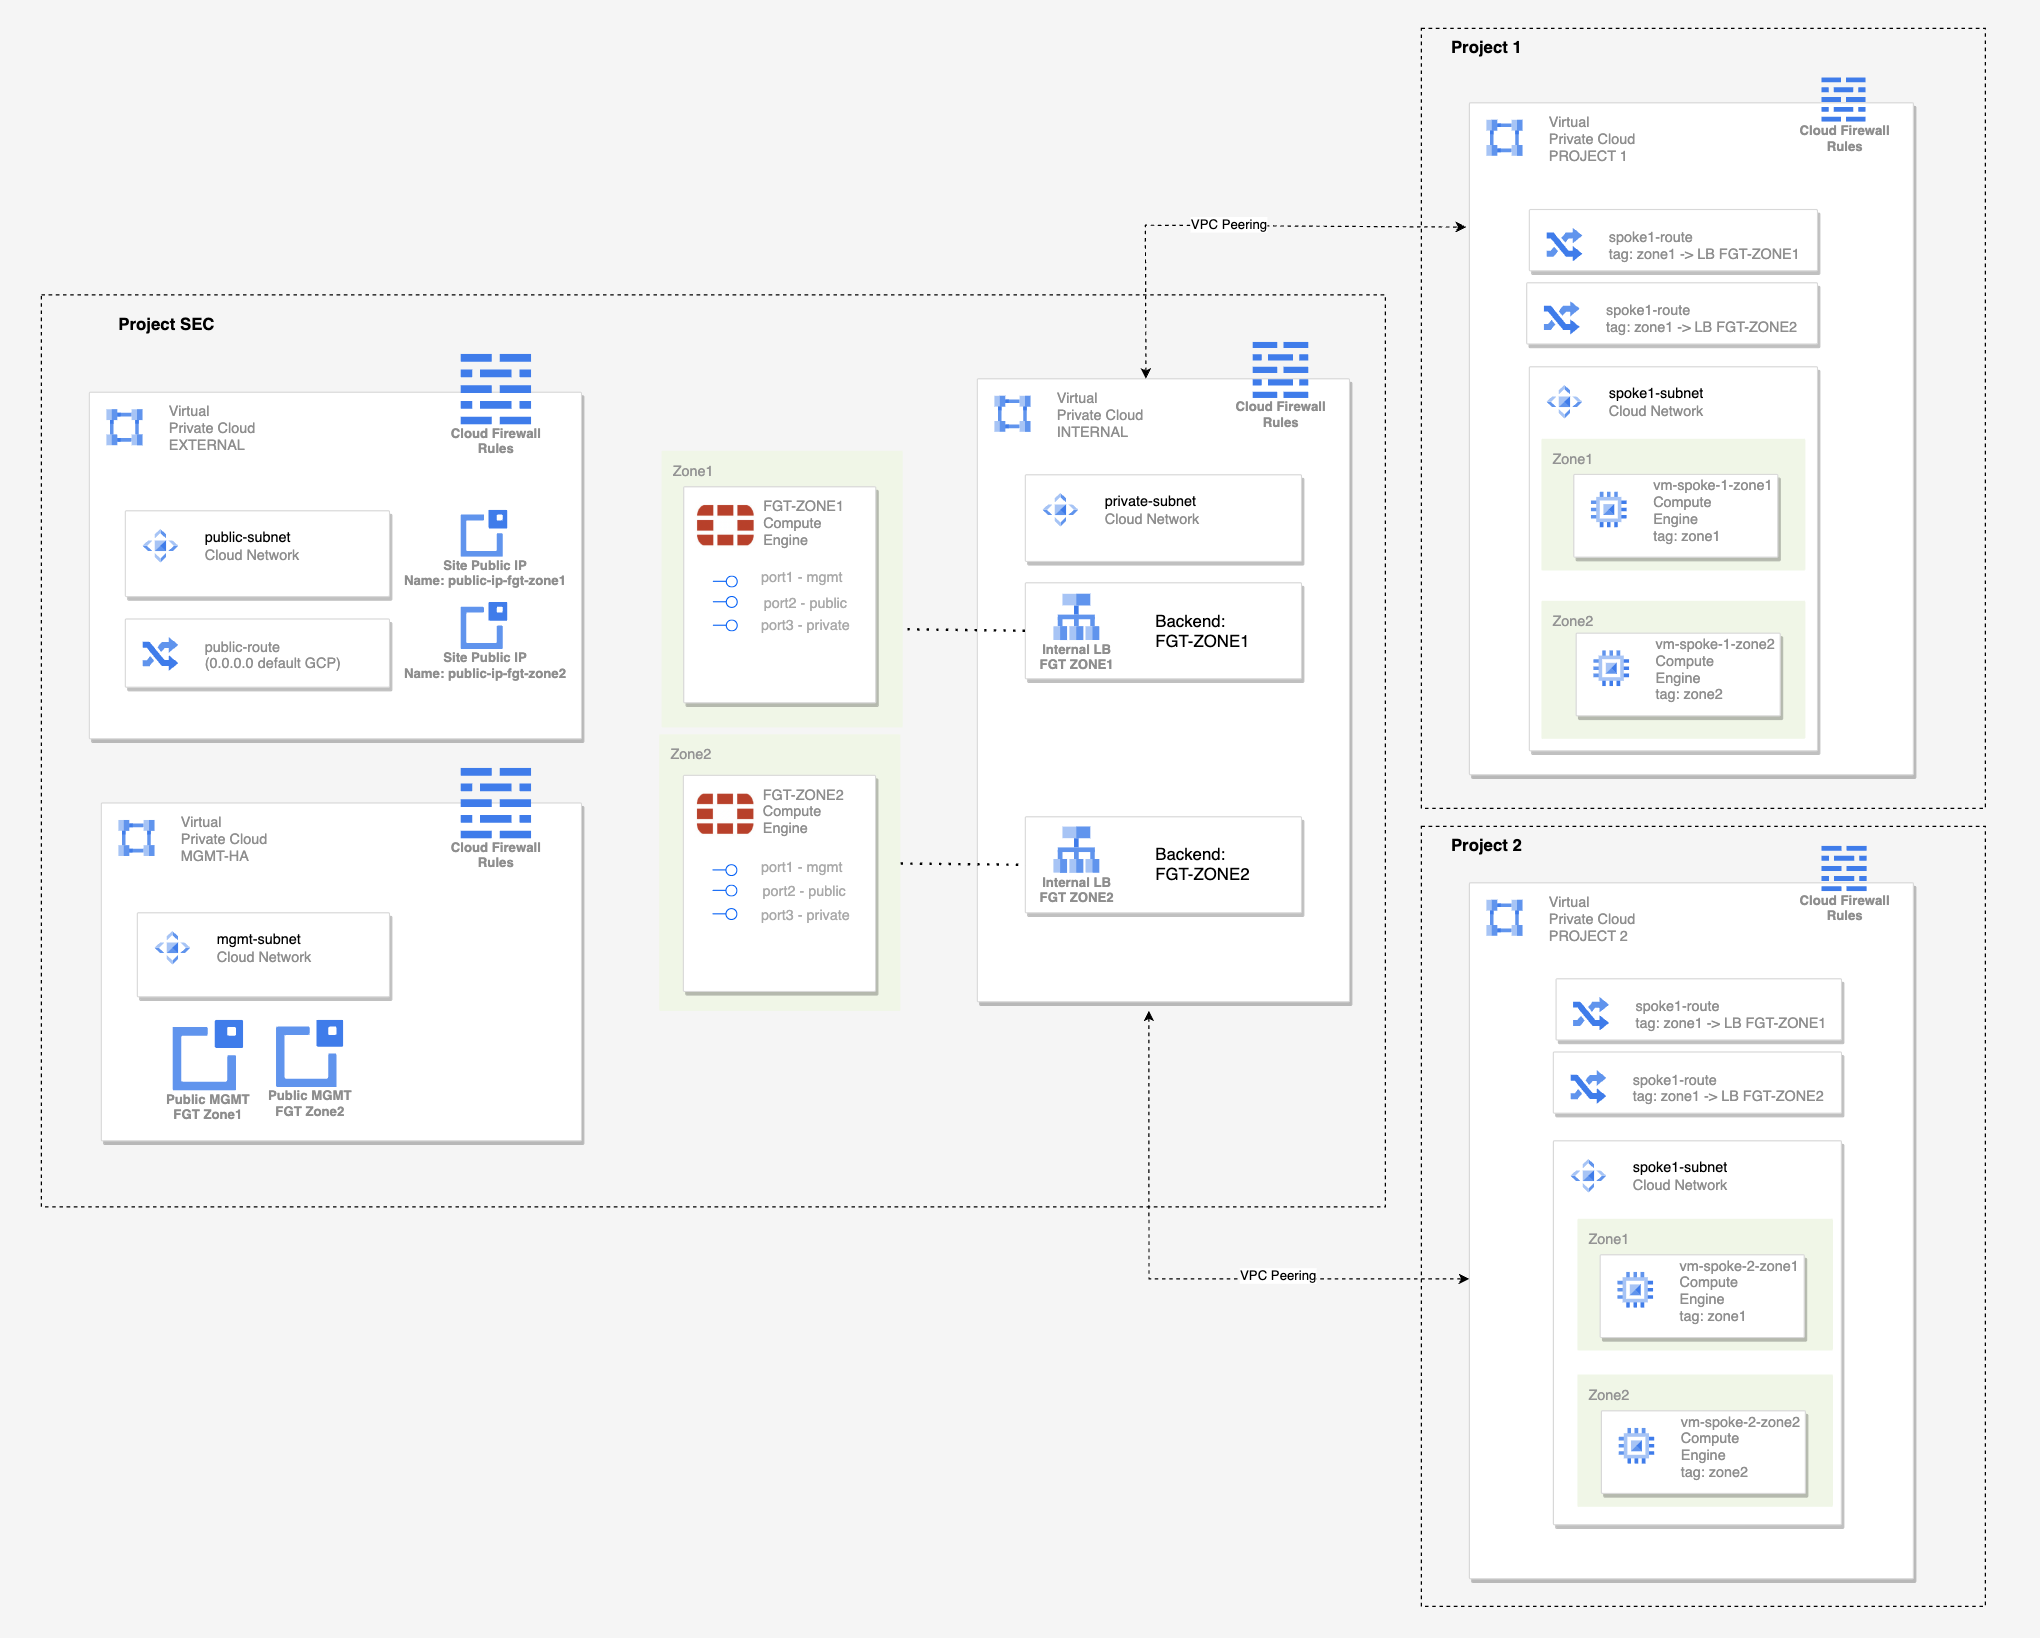 Project 1
Virtual
Private Cloud
PROJECT 1
Cloud Firewall
Rules
spoke1-route
tag: zone1 -> LB FGT-ZONE1
spoke1-route
tag: zone1 -> LB FGT-ZONE2
spoke1-subnet
Cloud Network
Zone1
vm-spoke-1-zone1
Compute
Engine
tag: zone1
Zone2
vm-spoke-1-zone2
Compute
Engine
tag: zone2
VPC Peering
Project SEC
Virtual
Private Cloud
EXTERNAL
Cloud Firewall
Rules
public-subnet
Cloud Network
Site Public IP
Name: public-ip-fgt-zone1
public-route
(0.0.0.0 default GCP)
Site Public IP
Name: public-ip-fgt-zone2
Virtual
Private Cloud
MGMT-HA
Cloud Firewall
Rules
mgmt-subnet
Cloud Network
Public MGMT
FGT Zone1
Public MGMT
FGT Zone2
Zone1
FGT-ZONE1
Compute
Engine
port1 - mgmt
port2 - public
port3 - private
Zone2
FGT-ZONE2
Compute
Engine
port1 - mgmt
port2 - public
port3 - private
Virtual
Private Cloud
INTERNAL
Cloud Firewall
Rules
private-subnet
Cloud Network
Internal LB
FGT ZONE1
Backend:
FGT-ZONE1
Internal LB
FGT ZONE2
Backend:
FGT-ZONE2
VPC Peering
Project 2
Virtual
Private Cloud
PROJECT 2
Cloud Firewall
Rules
spoke1-route
tag: zone1 -> LB FGT-ZONE1
spoke1-route
tag: zone1 -> LB FGT-ZONE2
spoke1-subnet
Cloud Network
Zone1
vm-spoke-2-zone1
Compute
Engine
tag: zone1
Zone2
vm-spoke-2-zone2
Compute
Engine
tag: zone2